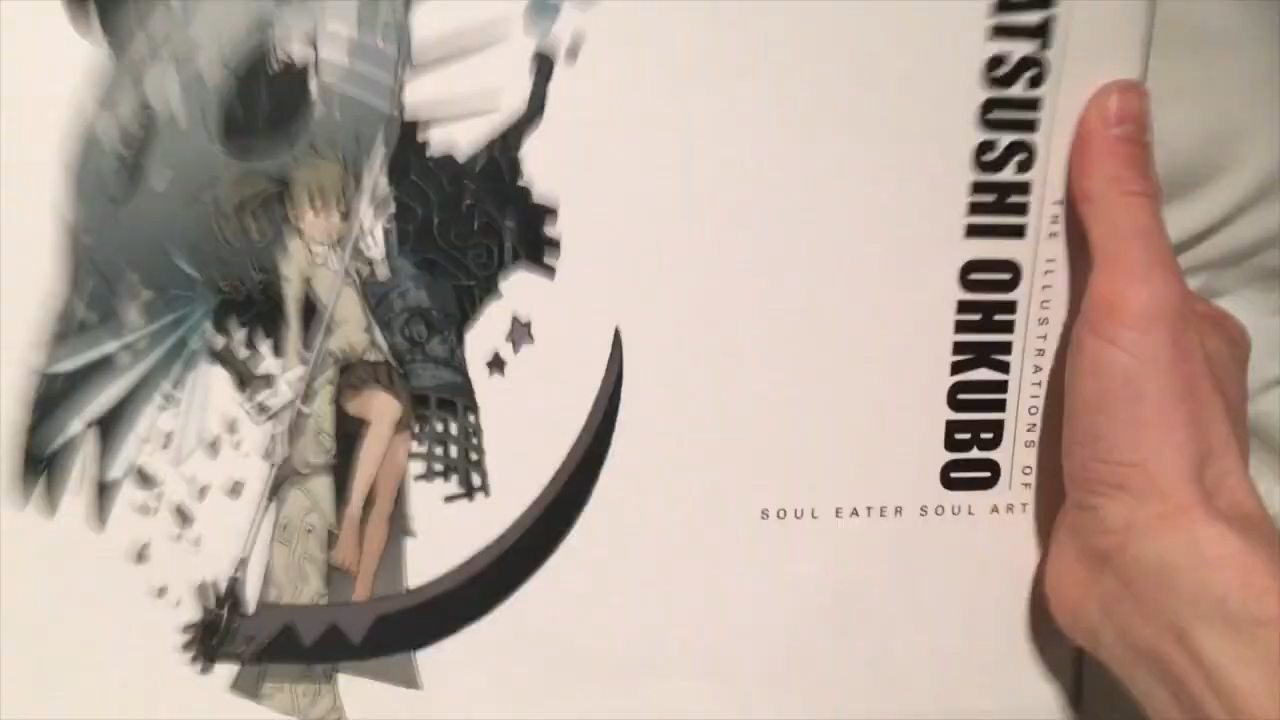 ATSUSHI OHKUBO
THE ILLUSTRATIONS OF
SOUL EATER SOUL ART